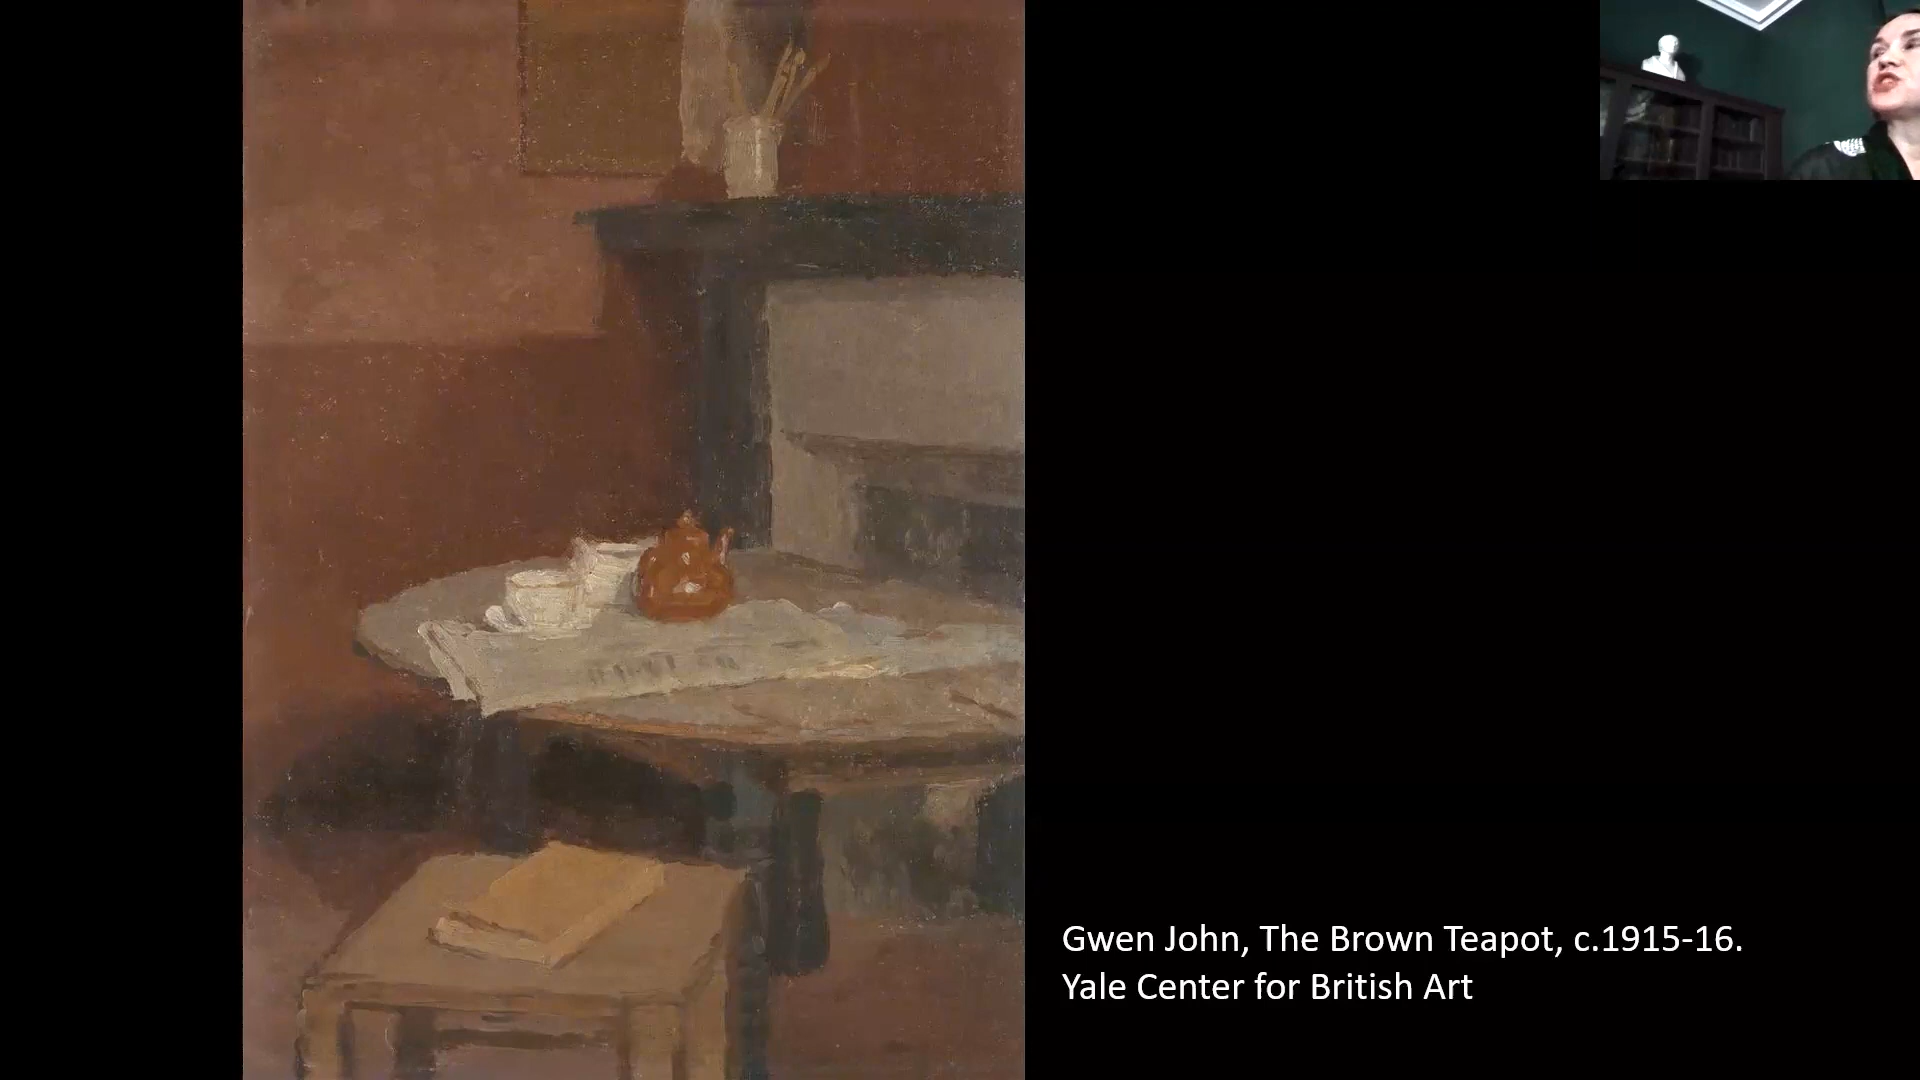 Gwen John, The Brown Teapot, c.1915-16.
Yale Center for British Art